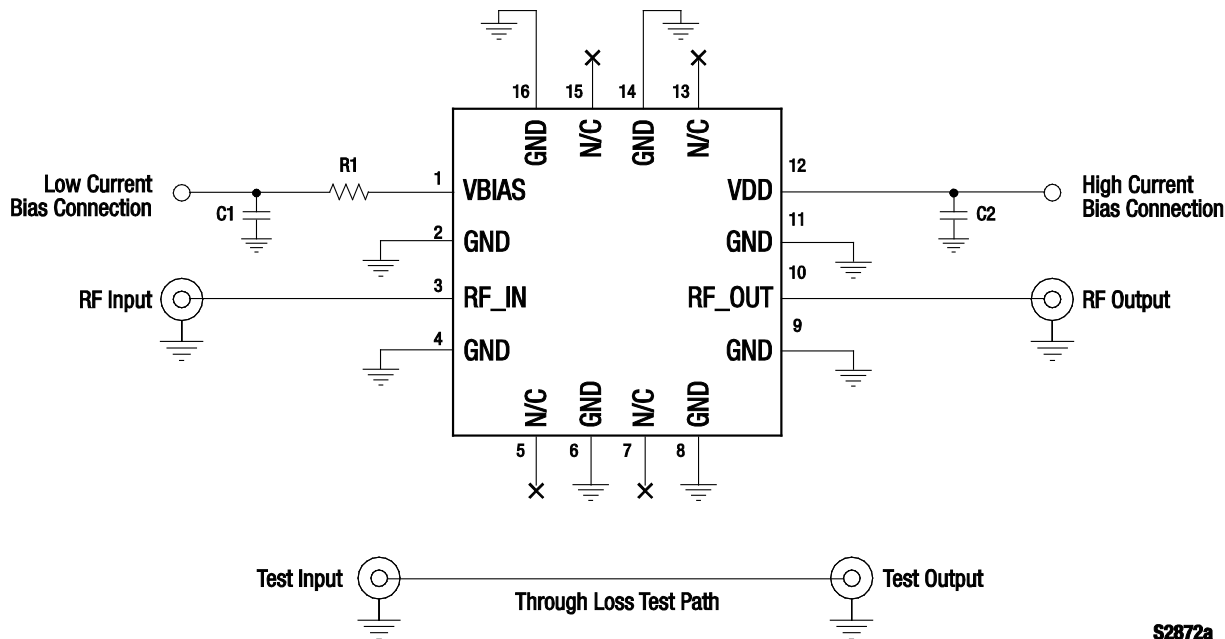 16 15 14 13
GND N/C GND N/C
Low Current
Bias Connection
C1
R1
1 VBIAS
2 GND
RF Input
3 RF_IN
4 GND
VDD 12
GND 11
RF_OUT 10
GND 9
C2
High Current
Bias Connection
RF Output
N/C GND N/C GND
5 6 7 8
Test Input
Through Loss Test Path
Test Output
S2872a